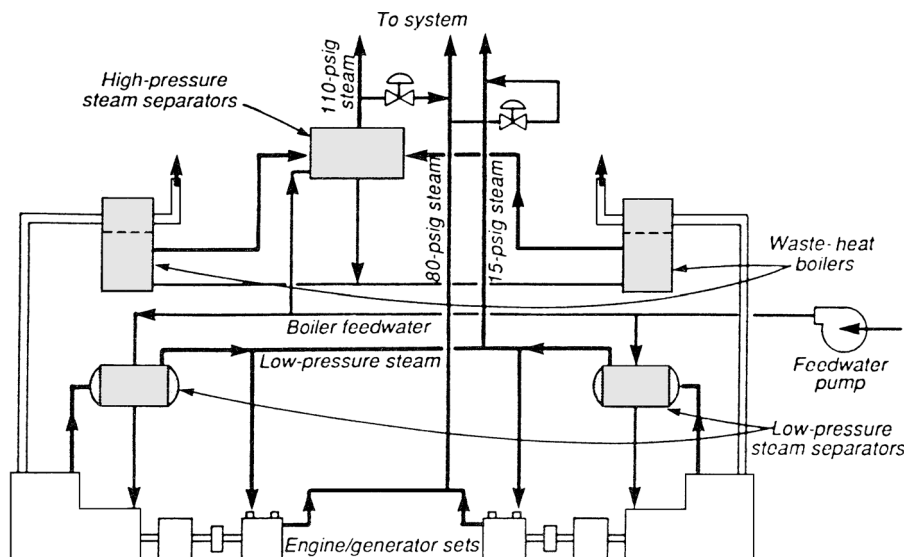 To system
High-pressure
steam separators
110-psig
steam
80-psig steam
15-psig steam
Waste-heat
boilers
Boiler feedwater
Low-pressure steam
Feedwater
pump
Low-pressure
steam separators
Engine/generator sets